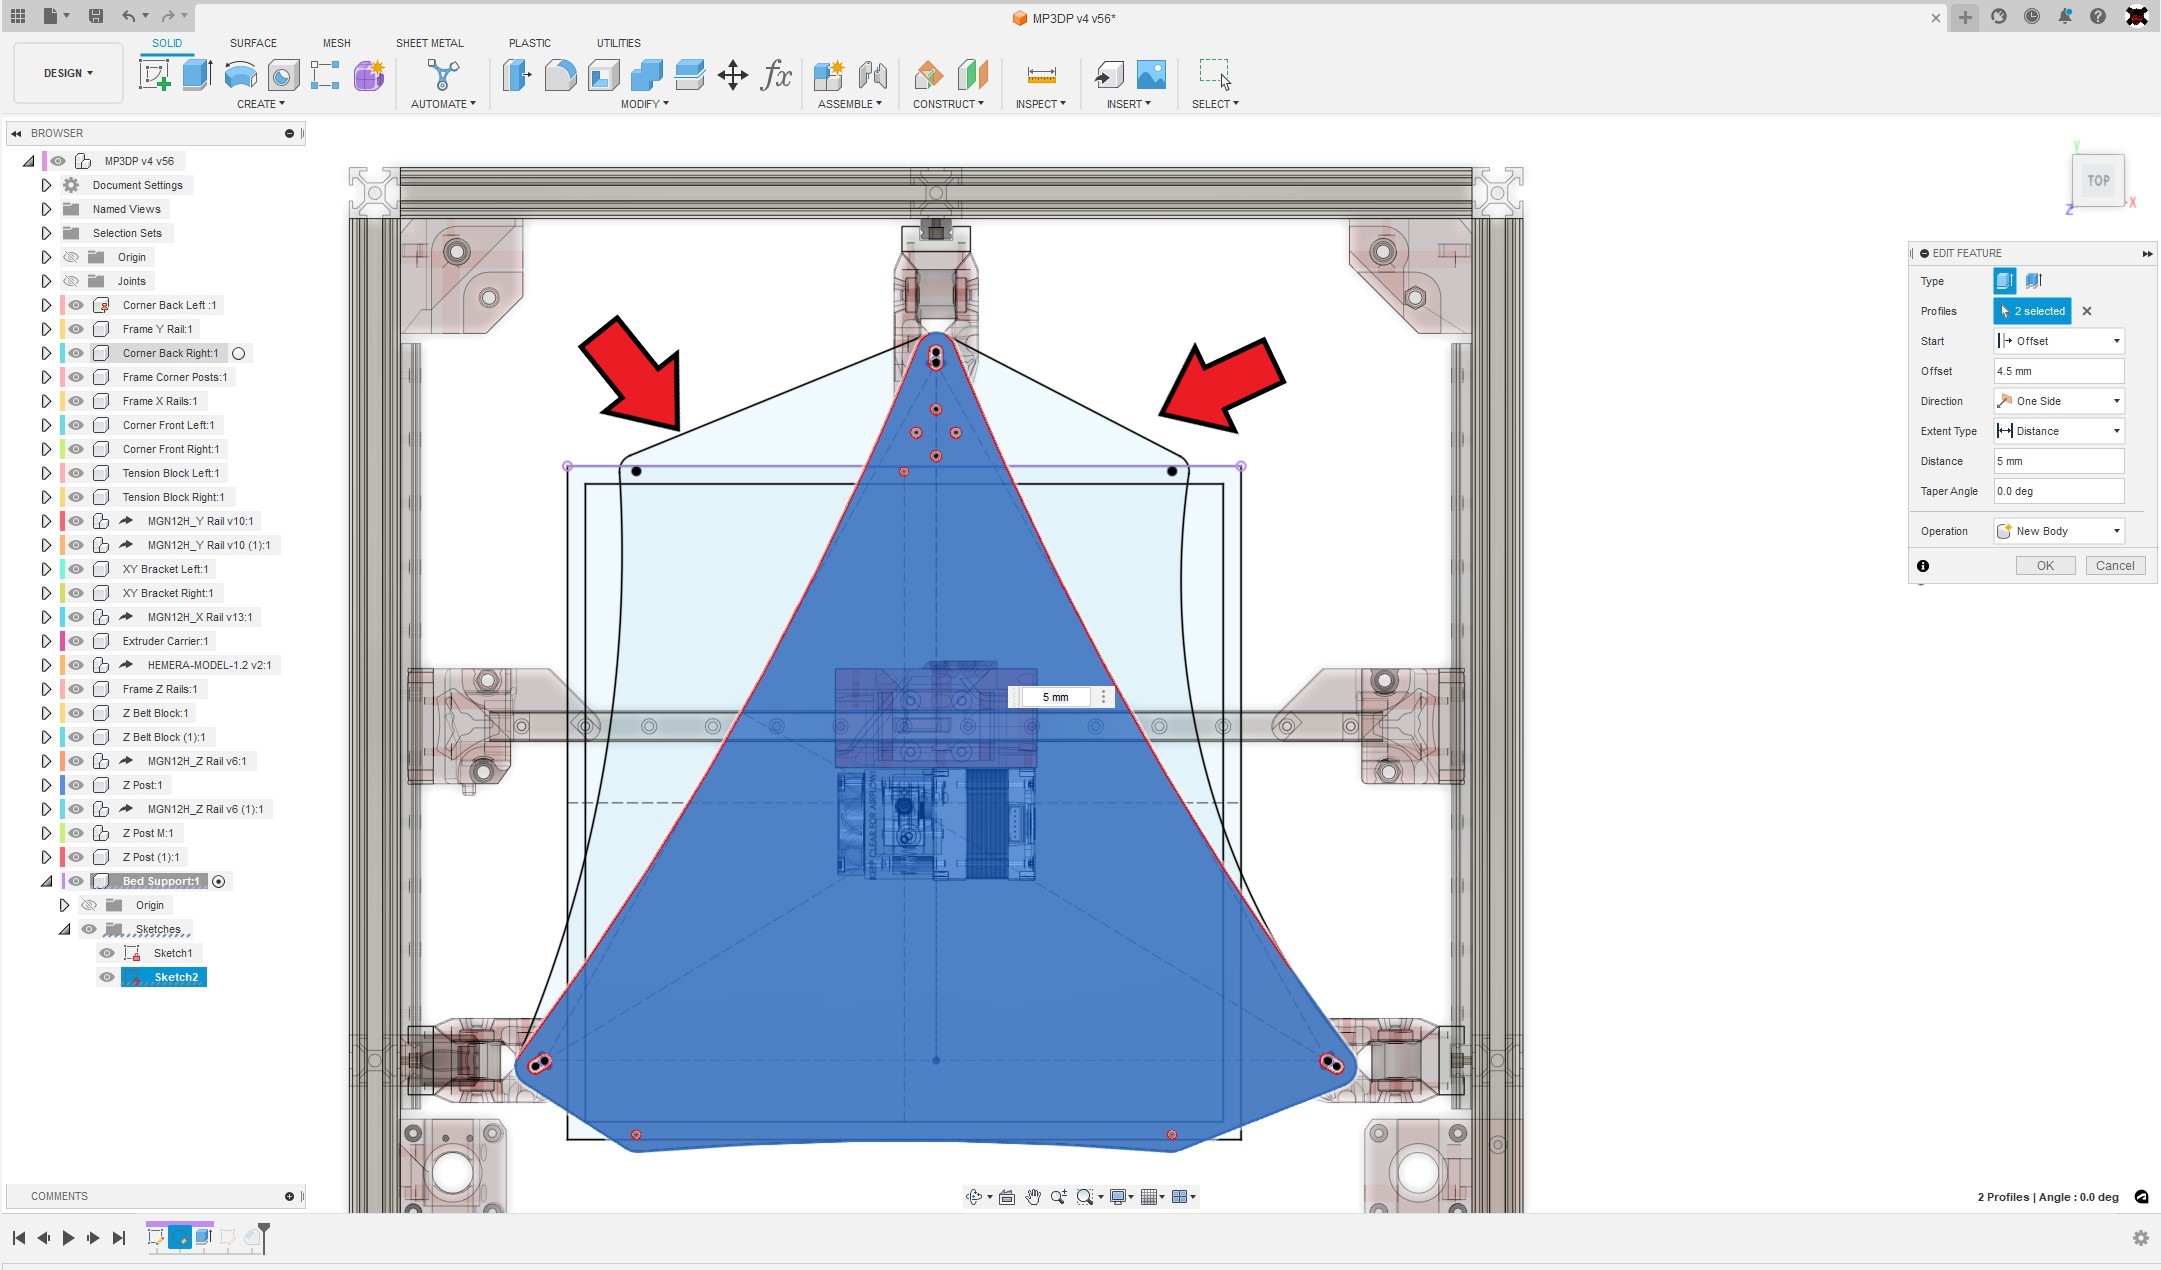 MP3DP v4 v56*
SOLID SURFACE MESH SHEET METAL PLASTIC UTILITIES
DESIGN
fx
CREATE AUTOMATE MODIFY ASSEMBLE CONSTRUCT INSPECT INSERT SELECT
BROWSER
MP3DP v4 v56
Document Settings
Named Views
Selection Sets
Origin
Joints
Corner Back Left :1
Frame Y Rail:1
Corner Back Right:1
Frame Corner Posts:1
Frame X Rails:1
Corner Front Left:1
Corner Front Right:1
Tension Block Left:1
Tension Block Right:1
MGN12H_Y Rail v10:1
MGN12H_Y Rail v10 (1):1
XY Bracket Left:1
XY Bracket Right:1
MGN12H_X Rail v13:1
Extruder Carrier:1
HEMERA-MODEL-1.2 v2:1
Frame Z Rails:1
Z Belt Block:1
Z Belt Block (1):1
MGN12H_Z Rail v6:1
Z Post:1
MGN12H_Z Rail v6 (1):1
Z Post M:1
Z Post (1):1
Bed Support:1
Origin
Sketches
Sketch1
Sketch2
COMMENTS
5 mm
KEEP CLEAR FOR AIRFLOW
Y
TOP
X
Z
EDIT FEATURE
Type
Profiles 2 selected
Start Offset
Offset 4.5 mm
Direction One Side
Extent Type Distance
Distance 5 mm
Taper Angle 0.0 deg
Operation New Body
OK Cancel
2 Profiles | Angle : 0.0 deg